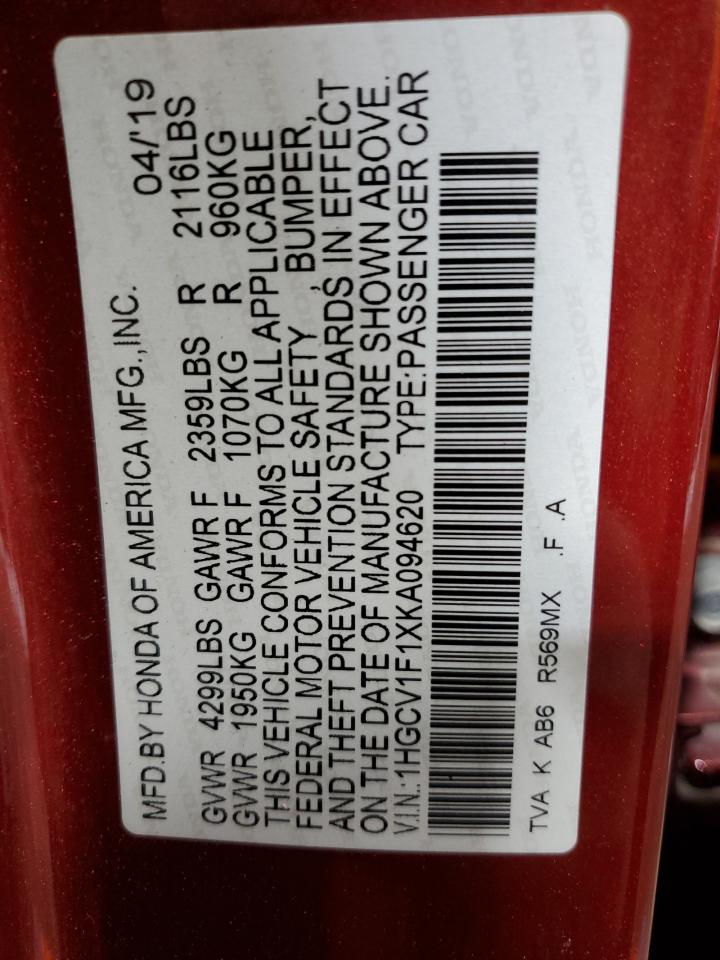 MFD.BY HONDA OF AMERICA MFG.,INC. 04/'19
GVWR 4299LBS GAWR F 2359LBS R 2116LBS
GVWR 1950KG GAWR F 1070KG R 960KG
THIS VEHICLE CONFORMS TO ALL APPLICABLE
FEDERAL MOTOR VEHICLE SAFETY , BUMPER,
AND THEFT PREVENTION STANDARDS IN EFFECT
ON THE DATE OF MANUFACTURE SHOWN ABOVE.
V.I.N.:1HGCV1F1XKA094620 TYPE:PASSENGER CAR
TVA K AB6 R569MX .F .A